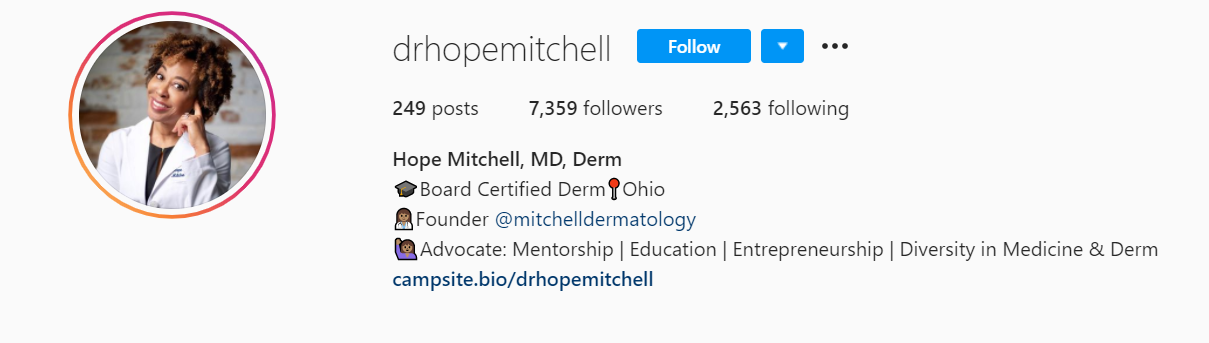 drhopemitchell Follow
249 posts 7,359 followers 2,563 following
Hope Mitchell, MD, Derm
🎓Board Certified Derm📍Ohio
👩🏽‍⚕️Founder @mitchelldermatology
🙋🏽‍♀️Advocate: Mentorship | Education | Entrepreneurship | Diversity in Medicine & Derm
campsite.bio/drhopemitchell